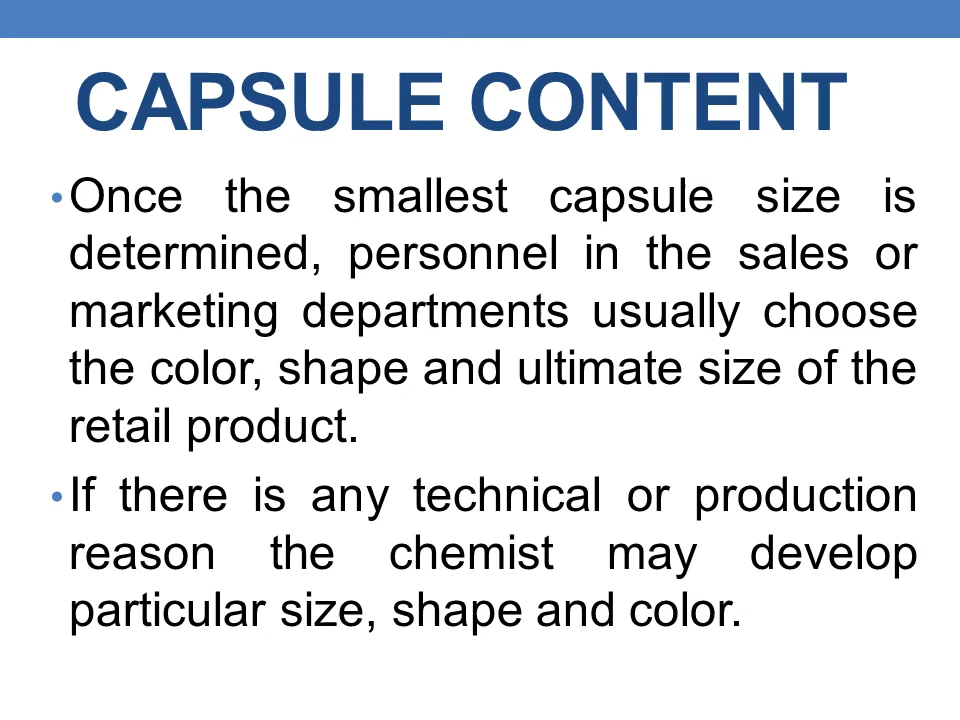 CAPSULE CONTENT
• Once the smallest capsule size is
determined, personnel in the sales or
marketing departments usually choose
the color, shape and ultimate size of the
retail product.
• If there is any technical or production
reason the chemist may develop
particular size, shape and color.